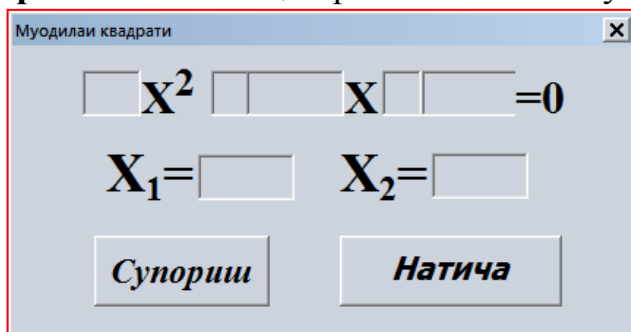 Муодилаи квадрати
X² X =0
X₁= X₂=
Супориш Натича